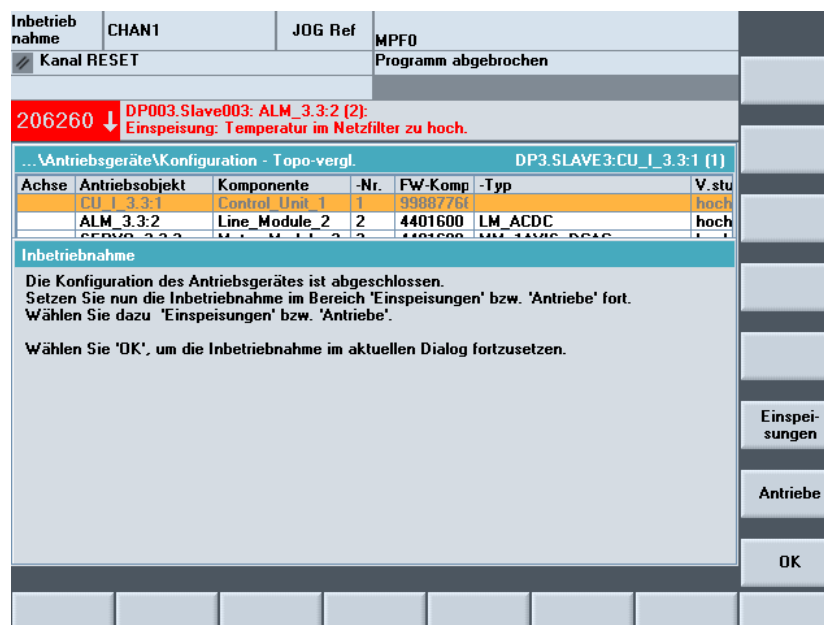 Inbetrieb
nahme
CHAN1
JOG Ref
MPF0
Kanal RESET
Programm abgebrochen
206260
DP003.Slave003: ALM_3.3:2 (2):
Einspeisung: Temperatur im Netzfilter zu hoch.
...\Antriebsgeräte\Konfiguration - Topo-vergl. DP3.SLAVE3:CU_I_3.3:1 (1)
Achse Antriebsobjekt Komponente -Nr. FW-Komp -Typ V.stu
CU_I_3.3:1 Control_Unit_1 1 hoch
ALM_3.3:2 Line_Module_2 2 4401600 LM_ACDC hoch
Inbetriebnahme
Die Konfiguration des Antriebsgerätes ist abgeschlossen.
Setzen Sie nun die Inbetriebnahme im Bereich 'Einspeisungen' bzw. 'Antriebe' fort.
Wählen Sie dazu 'Einspeisungen' bzw. 'Antriebe'.
Wählen Sie 'OK', um die Inbetriebnahme im aktuellen Dialog fortzusetzen.
Einspei-
sungen
Antriebe
OK